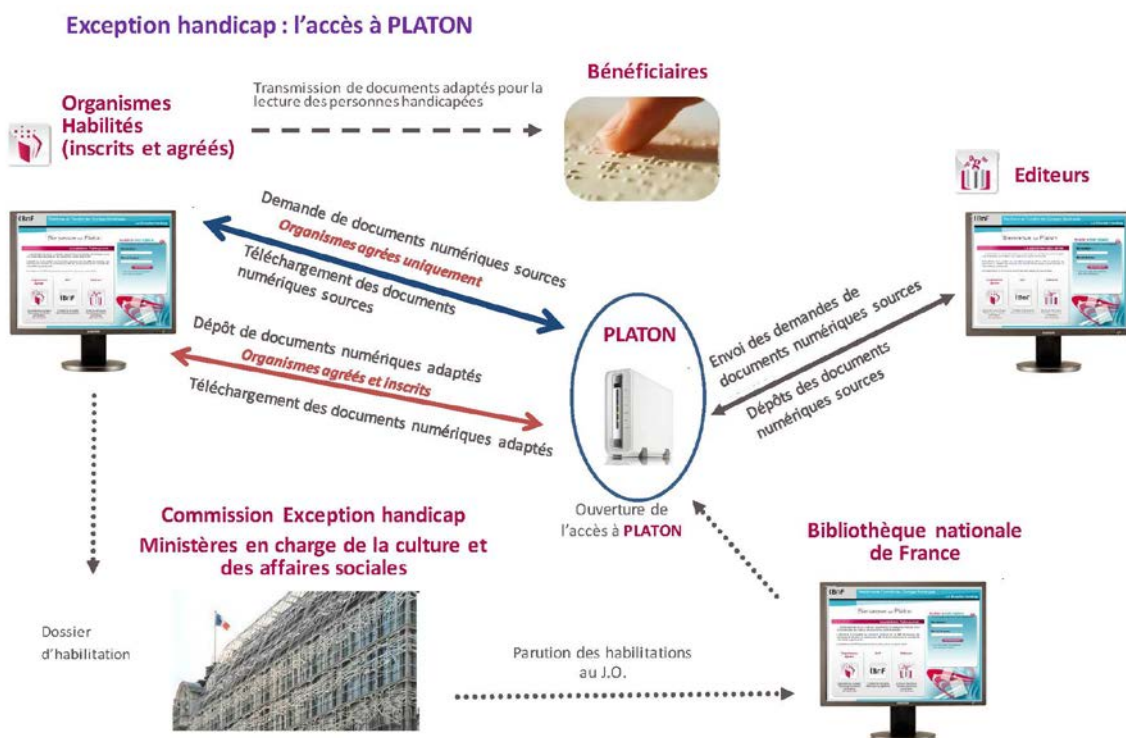 Exception handicap : l'accès à PLATON
Organismes
Habilités
(inscrits et agréés)
Transmission de documents adaptés pour la
lecture des personnes handicapées
Bénéficiaires
Editeurs
Demande de documents numériques sources
Organismes agréées uniquement
Téléchargement des documents
numériques sources
Dépôt de documents numériques adaptés
Organismes agréés et inscrits
Téléchargement des documents numériques adaptés
PLATON
Envoi des demandes de
documents numériques sources
Dépôts des documents
numériques sources
Ouverture de
l'accès à PLATON
Commission Exception handicap
Ministères en charge de la culture et
des affaires sociales
Bibliothèque nationale
de France
Dossier
d'habilitation
Parution des habilitations
au J.O.